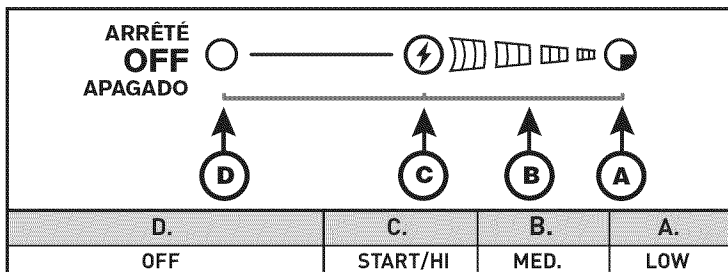 ARRÊTÉ
OFF
APAGADO
D C B A
D. C. B. A.
OFF START/HI MED. LOW